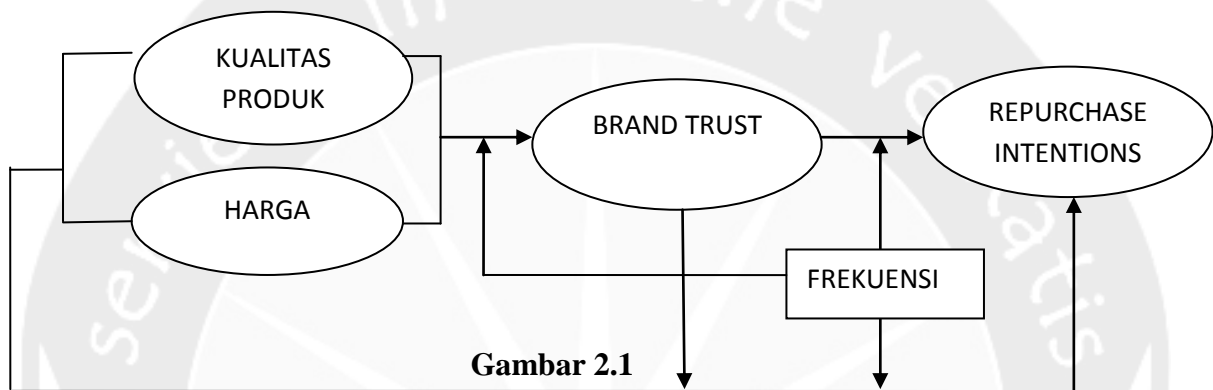 KUALITAS
PRODUK
BRAND TRUST
REPURCHASE
INTENTIONS
HARGA
FREKUENSI
Gambar 2.1